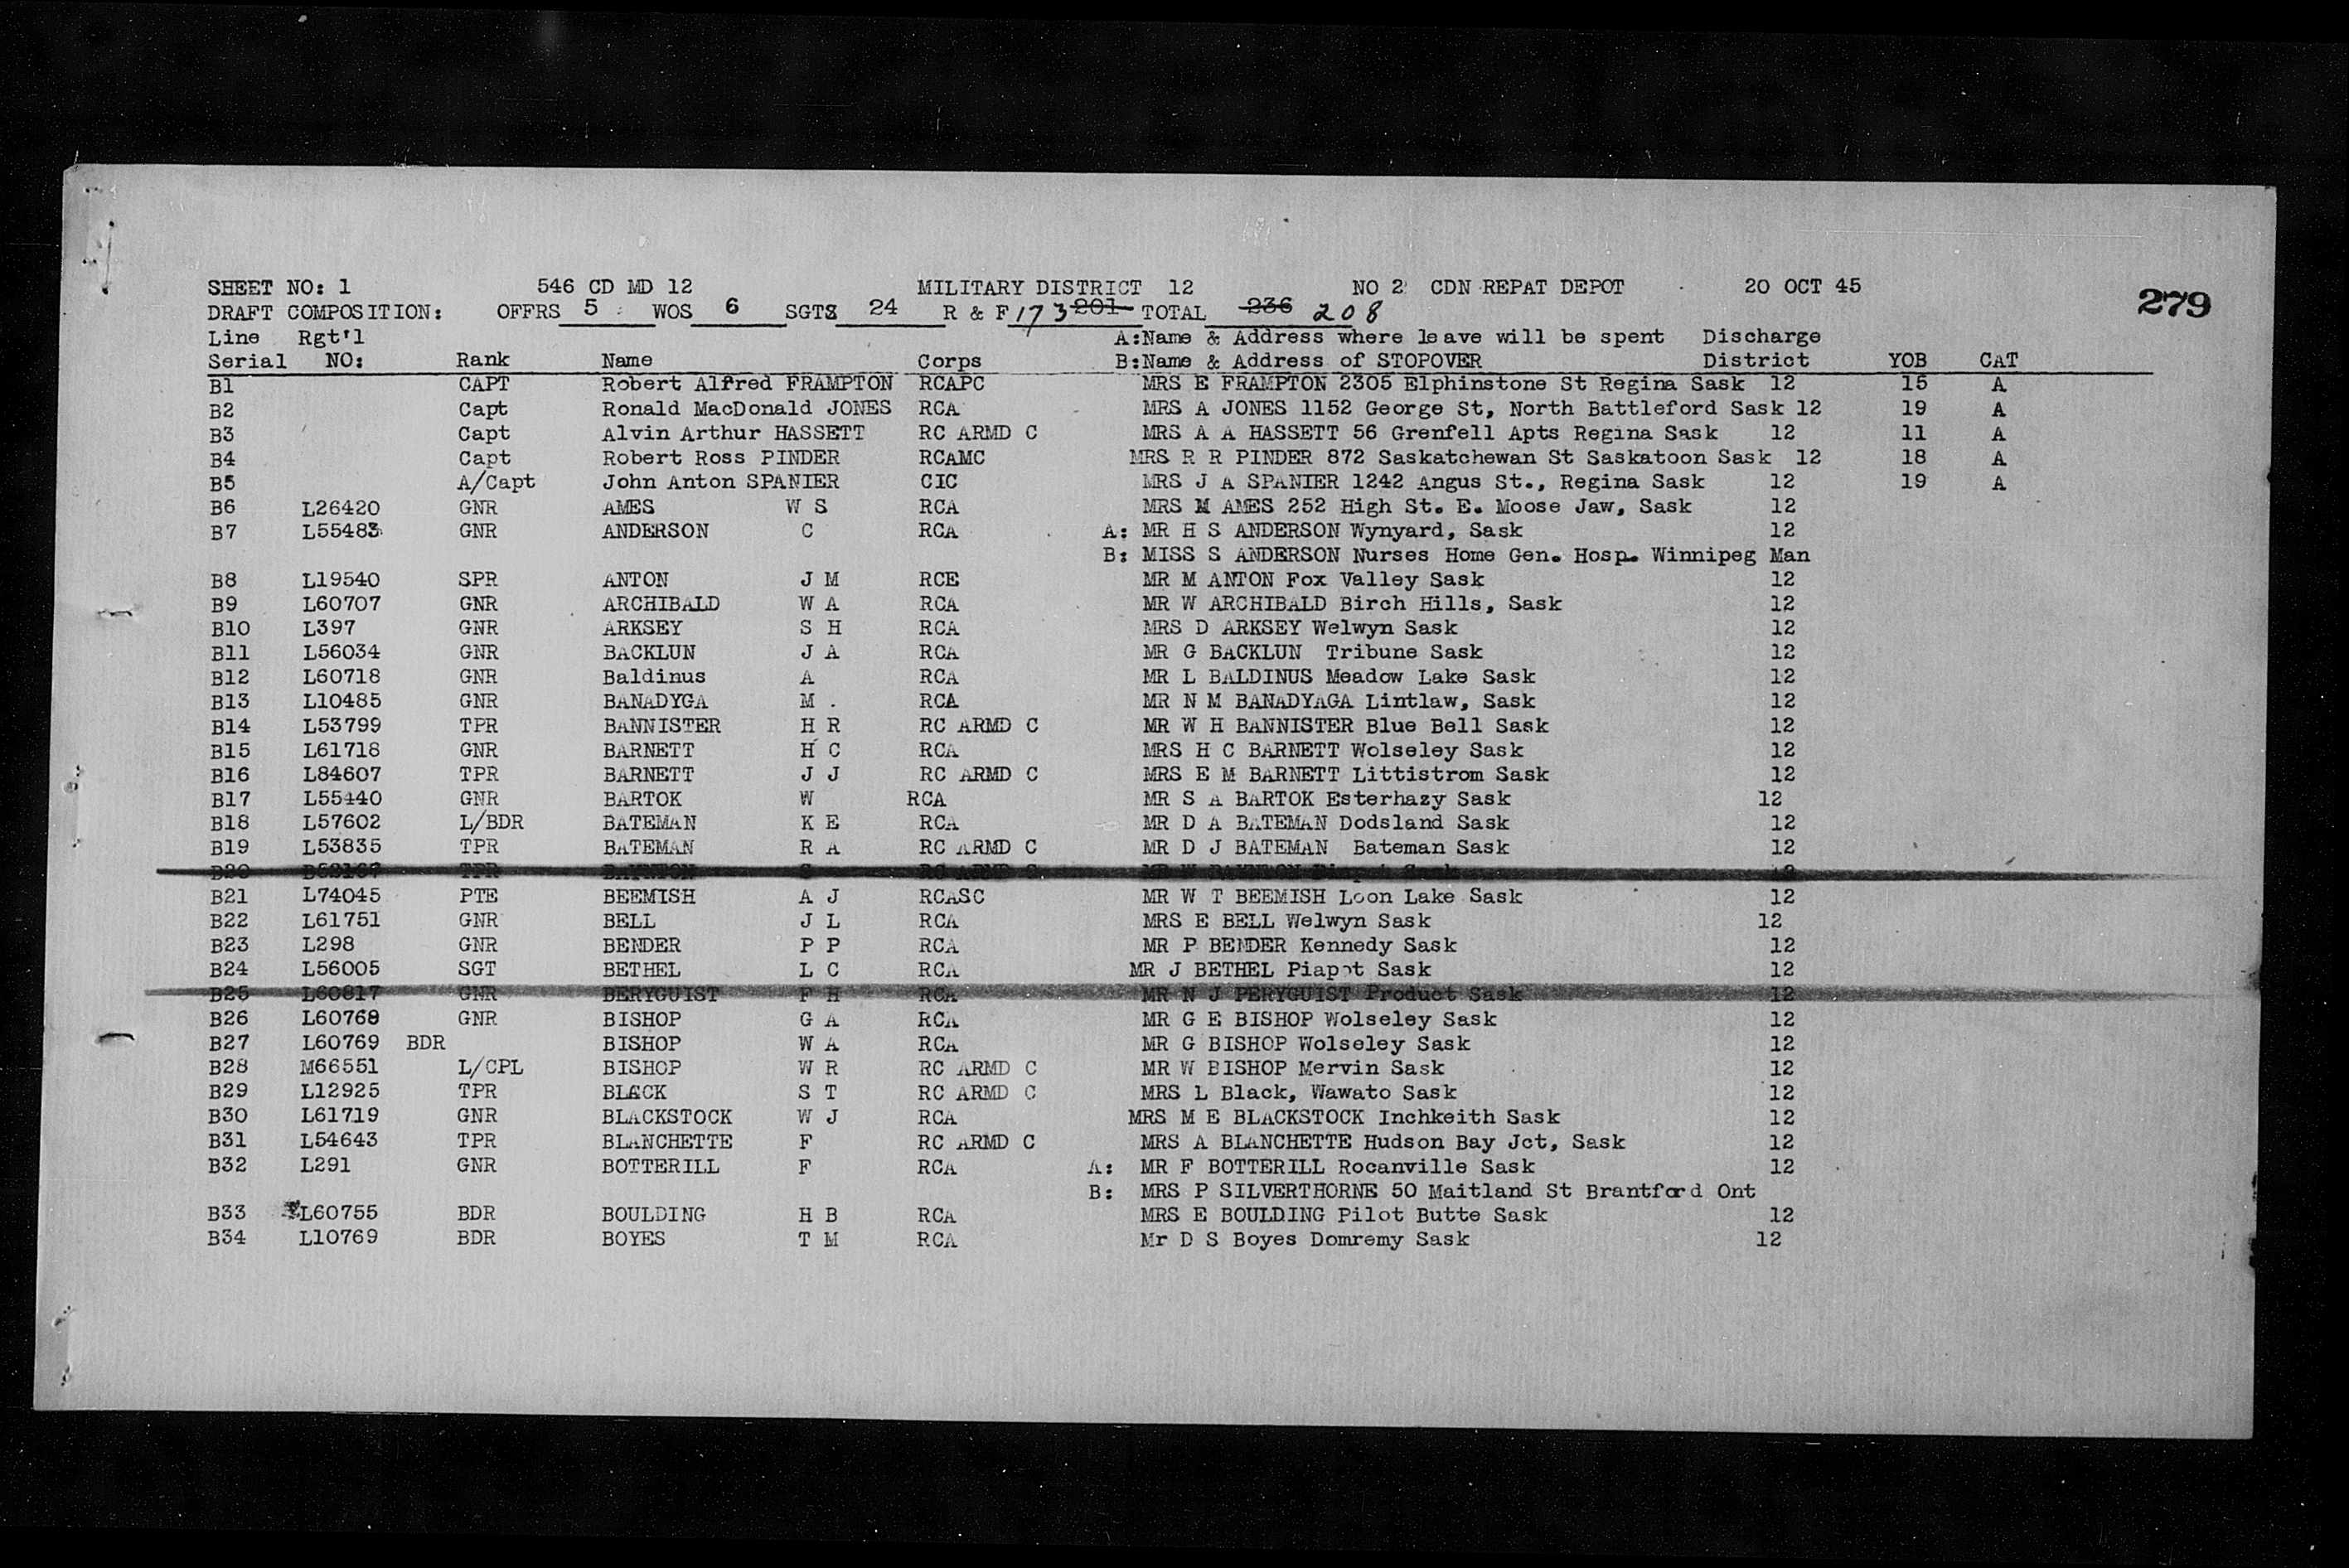 279
SHEET NO: 1 546 CD MD 12 MILITARY DISTRICT 12 NO 2 CDN REPAT DEPOT 20 OCT 45
DRAFT COMPOSITION: OFFRS 5 WOS 6 SGTS 24 R & F 173 201 TOTAL 236 208
Line Rgt'l A:Name & Address where leave will be spent Discharge
Serial NO: Rank Name Corps B:Name & Address of STOPOVER District YOB CAT
B1 CAPT Robert Alfred FRAMPTON RCAPC MRS E FRAMPTON 2305 Elphinstone St Regina Sask 12 15 A
B2 Capt Ronald MacDonald JONES RCA MRS A JONES 1152 George St, North Battleford Sask 12 19 A
B3 Capt Alvin Arthur HASSETT RC ARMD C MRS A A HASSETT 56 Grenfell Apts Regina Sask 12 11 A
B4 Capt Robert Ross PINDER RCAMC MRS R R PINDER 872 Saskatchewan St Saskatoon Sask 12 18 A
B5 A/Capt John Anton SPANIER CIC MRS J A SPANIER 1242 Angus St., Regina Sask 12 19 A
B6 L26420 GNR AMES W S RCA MRS M AMES 252 High St. E. Moose Jaw, Sask 12
B7 L55483 GNR ANDERSON C RCA A: MR H S ANDERSON Wynyard, Sask 12
B: MISS S ANDERSON Nurses Home Gen. Hosp. Winnipeg Man
B8 L19540 SPR ANTON J M RCE MR M ANTON Fox Valley Sask 12
B9 L60707 GNR ARCHIBALD W A RCA MR W ARCHIBALD Birch Hills, Sask 12
B10 L397 GNR ARKSEY S H RCA MRS D ARKSEY Welwyn Sask 12
B11 L56034 GNR BACKLUN J A RCA MR G BACKLUN Tribune Sask 12
B12 L60718 GNR Baldinus A RCA MR L BALDINUS Meadow Lake Sask 12
B13 L10485 GNR BANADYGA M . RCA MR N M BANADYAGA Lintlaw, Sask 12
B14 L53799 TPR BANNISTER H R RC ARMD C MR W H BANNISTER Blue Bell Sask 12
B15 L61718 GNR BARNETT H C RCA MRS H C BARNETT Wolseley Sask 12
B16 L84607 TPR BARNETT J J RC ARMD C MRS E M BARNETT Littistrom Sask 12
B17 L55440 GNR BARTOK W RCA MR S A BARTOK Esterhazy Sask 12
B18 L57602 L/BDR BATEMAN K E RCA MR D A BATEMAN Dodsland Sask 12
B19 L53835 TPR BATEMAN R A RC ARMD C MR D J BATEMAN Bateman Sask 12
B20 TPR RC ARMD C MR W Sask 12
B21 L74045 PTE BEEMISH A J RCASC MR W T BEEMISH Loon Lake Sask 12
B22 L61751 GNR BELL J L RCA MRS E BELL Welwyn Sask 12
B23 L298 GNR BENDER P P RCA MR P BENDER Kennedy Sask 12
B24 L56005 SGT BETHEL L C RCA MR J BETHEL Piapot Sask 12
B25 L60817 GNR BERYGUIST F H RCA MR N J PERYGUIST Product Sask 12
B26 L60768 GNR BISHOP G A RCA MR G E BISHOP Wolseley Sask 12
B27 L60769 BDR BISHOP W A RCA MR G BISHOP Wolseley Sask 12
B28 M66551 L/CPL BISHOP W R RC ARMD C MR W BISHOP Mervin Sask 12
B29 L12925 TPR BLACK S T RC ARMD C MRS L Black, Wawato Sask 12
B30 L61719 GNR BLACKSTOCK W J RCA MRS M E BLACKSTOCK Inchkeith Sask 12
B31 L54643 TPR BLANCHETTE F RC ARMD C MRS A BLANCHETTE Hudson Bay Jct, Sask 12
B32 L291 GNR BOTTERILL F RCA A: MR F BOTTERILL Rocanville Sask 12
B: MRS P SILVERTHORNE 50 Maitland St Brantford Ont
B33 L60755 BDR BOULDING H B RCA MRS E BOULDING Pilot Butte Sask 12
B34 L10769 BDR BOYES T M RCA Mr D S Boyes Domremy Sask 12